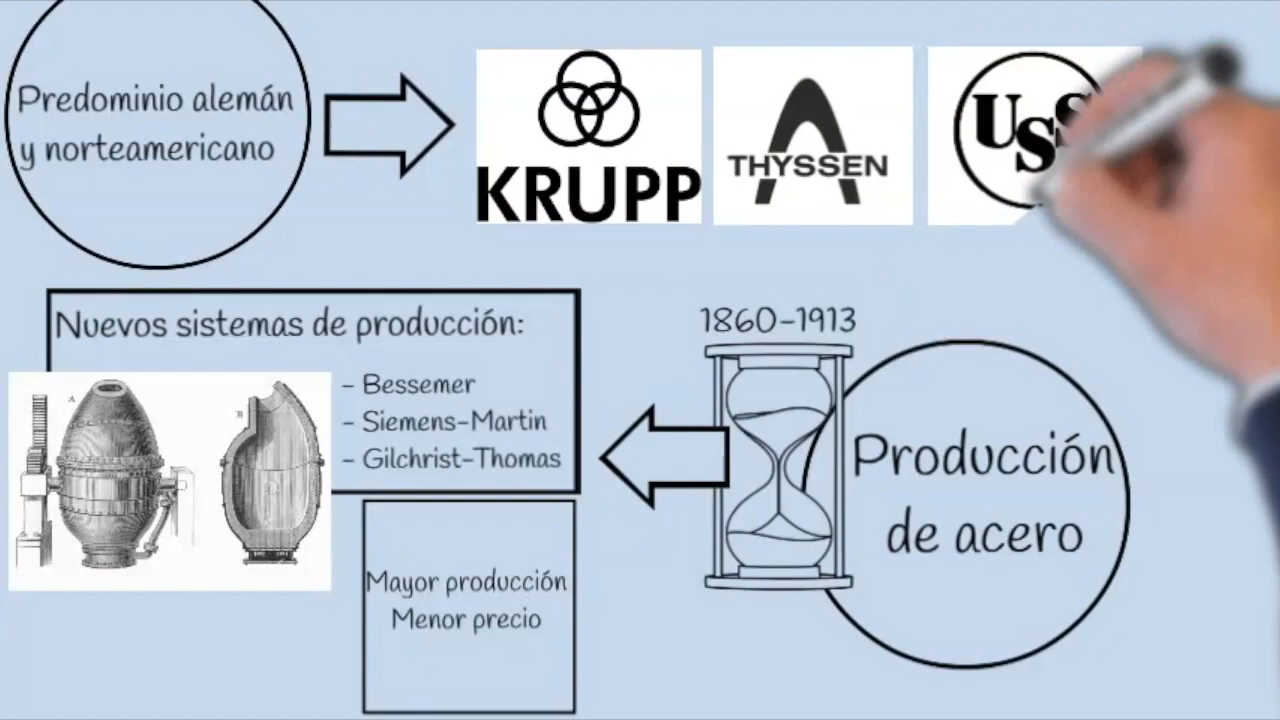 Predominio alemán
y norteamericano
KRUPP
THYSSEN
USS
Nuevos sistemas de producción:
- Bessemer
- Siemens-Martin
- Gilchrist-Thomas
A
B
Mayor producción
Menor precio
1860-1913
Producción
de acero